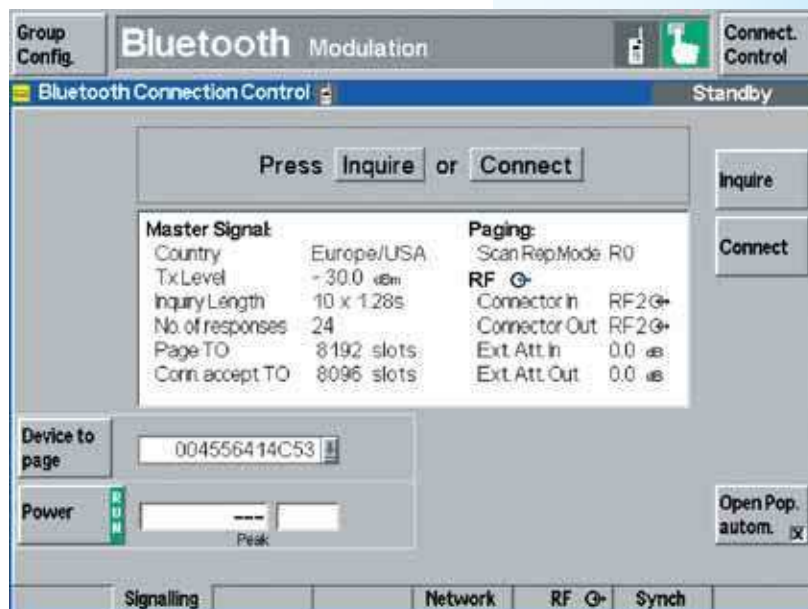 Group Config.
Bluetooth Modulation
Connect. Control
Bluetooth Connection Control
Standby
Press Inquire or Connect
Inquire
Connect
Master Signal:
Country Europe/USA
Tx Level - 30.0 dBm
Inquiry Length 10 x 1.28s
No. of responses 24
Page TO 8192 slots
Conn. accept TO 8096 slots
Paging:
Scan Rep.Mode R0
RF
Connector In RF2
Connector Out RF2
Ext. Att. In 0.0 dB
Ext. Att. Out 0.0 dB
Device to page
004556414C53
Power
RUN
---
Peak
Open Pop. autom.
Signalling
Network
RF
Synch